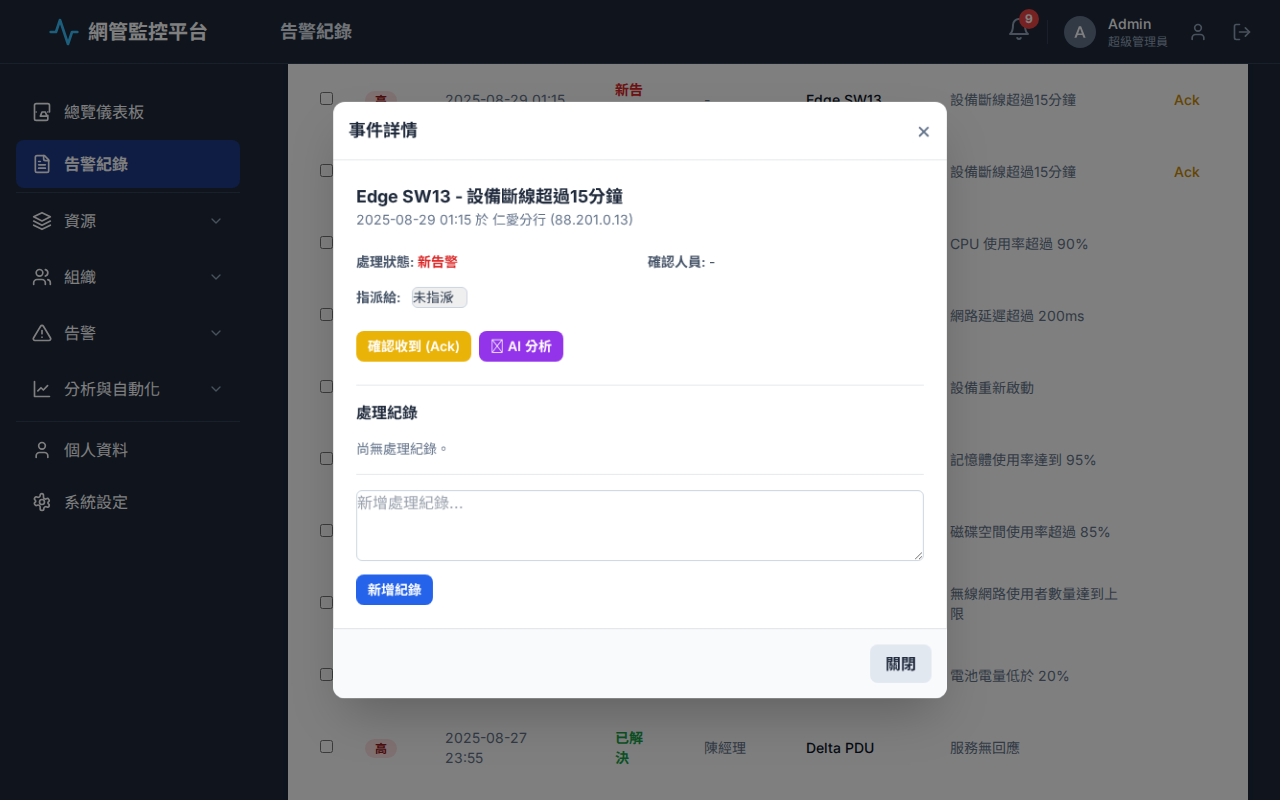 網管監控平台
告警紀錄
9
A
Admin
超級管理員
總覽儀表板
告警紀錄
資源
組織
告警
分析與自動化
個人資料
系統設定
高
2025-08-29 01:15
新告
-
Edge SW13
設備斷線超過15分鐘
Ack
設備斷線超過15分鐘
Ack
CPU 使用率超過 90%
網路延遲超過 200ms
設備重新啟動
記憶體使用率達到 95%
磁碟空間使用率超過 85%
無線網路使用者數量達到上
限
電池電量低於 20%
高
2025-08-27
23:55
已解
決
陳經理
Delta PDU
服務無回應
事件詳情
×
Edge SW13 - 設備斷線超過15分鐘
2025-08-29 01:15 於 仁愛分行 (88.201.0.13)
處理狀態: 新告警
確認人員: -
指派給:
未指派
確認收到 (Ack)
AI 分析
處理紀錄
尚無處理紀錄。
新增處理紀錄...
新增紀錄
關閉